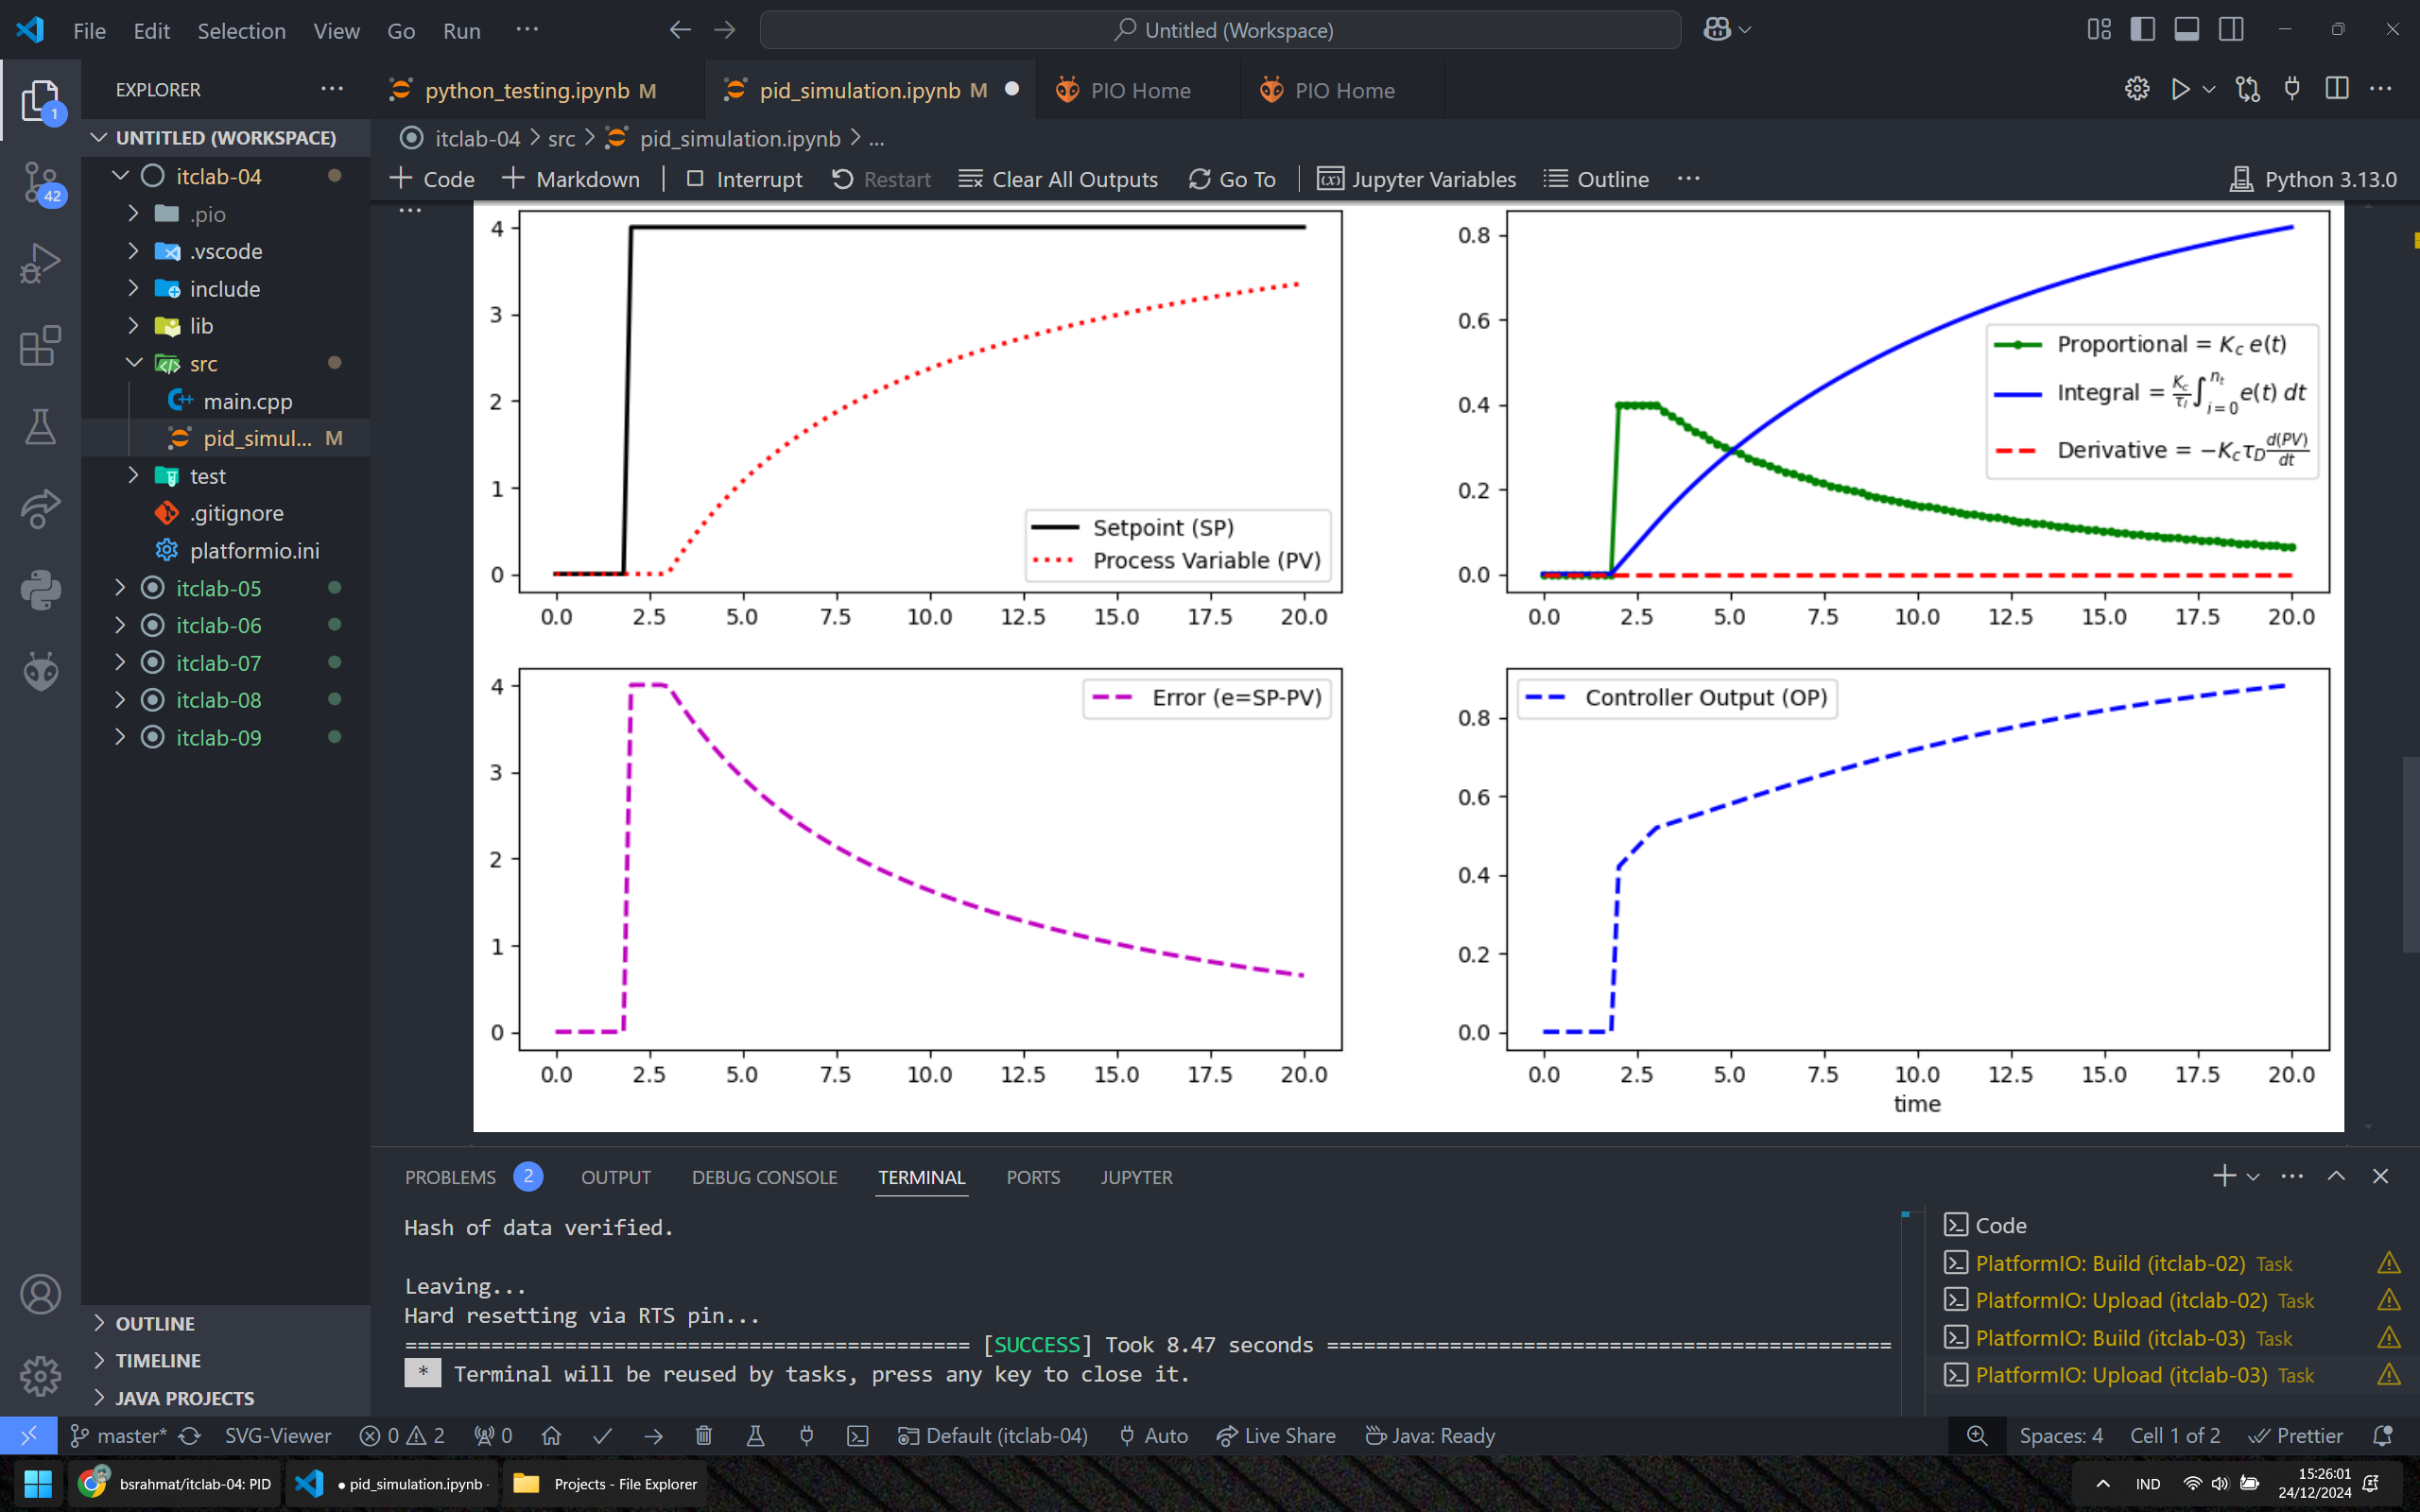 File Edit Selection View Go Run ···
Untitled (Workspace)
EXPLORER ···
python_testing.ipynb M
pid_simulation.ipynb M
PIO Home
PIO Home
UNTITLED (WORKSPACE)
itclab-04
.pio
.vscode
include
lib
src
main.cpp
pid_simul... M
test
.gitignore
platformio.ini
itclab-05
itclab-06
itclab-07
itclab-08
itclab-09
OUTLINE
TIMELINE
JAVA PROJECTS
1
42
itclab-04 > src > pid_simulation.ipynb > ...
+ Code + Markdown | Interrupt Restart Clear All Outputs Go To | Jupyter Variables Outline ··· Python 3.13.0
4
3
2
1
0
0.0 2.5 5.0 7.5 10.0 12.5 15.0 17.5 20.0
Setpoint (SP)
Process Variable (PV)
0.8
0.6
0.4
0.2
0.0
0.0 2.5 5.0 7.5 10.0 12.5 15.0 17.5 20.0
Proportional = K_c e(t)
Integral = K_c/τ_I ∫_{i=0}^{n_t} e(t) dt
Derivative = −K_c τ_D d(PV)/dt
4
3
2
1
0
0.0 2.5 5.0 7.5 10.0 12.5 15.0 17.5 20.0
Error (e=SP-PV)
0.8
0.6
0.4
0.2
0.0
0.0 2.5 5.0 7.5 10.0 12.5 15.0 17.5 20.0
time
Controller Output (OP)
PROBLEMS 2 OUTPUT DEBUG CONSOLE TERMINAL PORTS JUPYTER
Hash of data verified.
Leaving...
Hard resetting via RTS pin...
============================================== [SUCCESS] Took 8.47 seconds ==============================================
* Terminal will be reused by tasks, press any key to close it.
Code
PlatformIO: Build (itclab-02) Task
PlatformIO: Upload (itclab-02) Task
PlatformIO: Build (itclab-03) Task
PlatformIO: Upload (itclab-03) Task
master* SVG-Viewer 0 2 0 Default (itclab-04) Auto Live Share Java: Ready Spaces: 4 Cell 1 of 2 Prettier
bsrahmat/itclab-04: PID
● pid_simulation.ipynb -
Projects - File Explorer
IND
15:26:01
24/12/2024